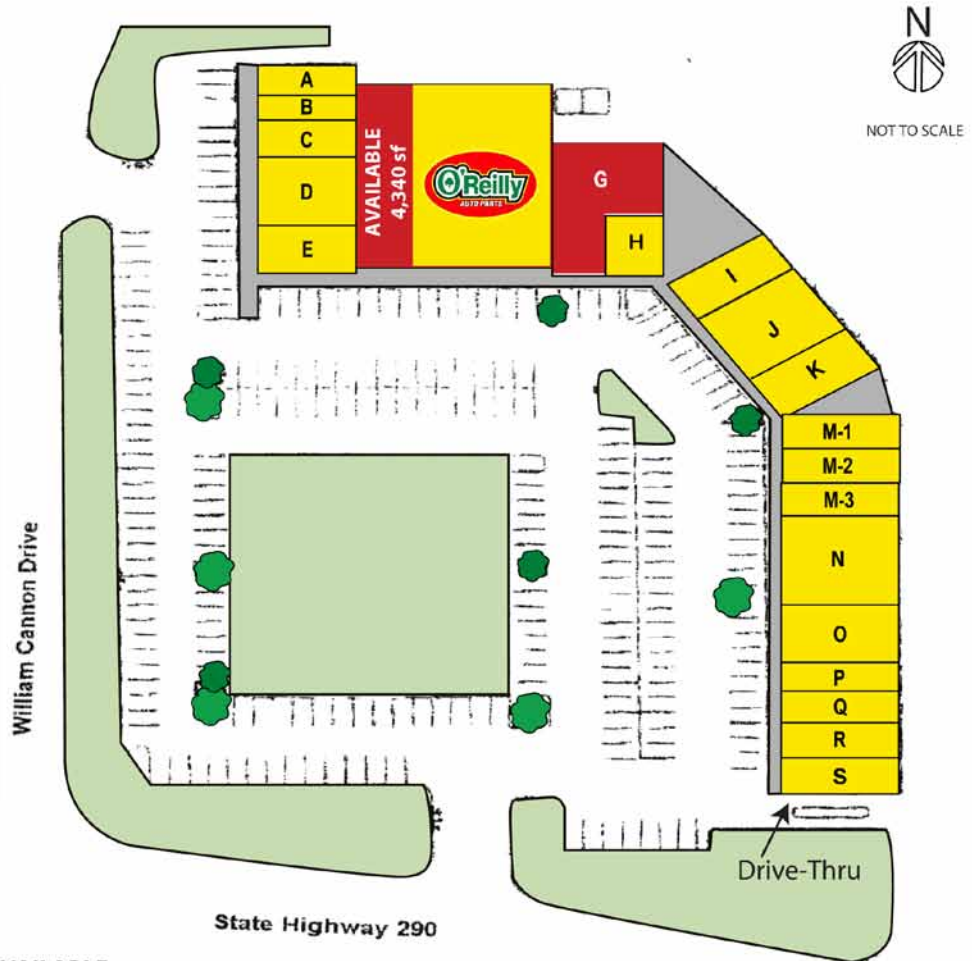 N
NOT TO SCALE
A
B
C
D
E
AVAILABLE
4,340 sf
O'Reilly
AUTO PARTS
G
H
I
J
K
M-1
M-2
M-3
N
O
P
Q
R
S
Drive-Thru
William Cannon Drive
State Highway 290